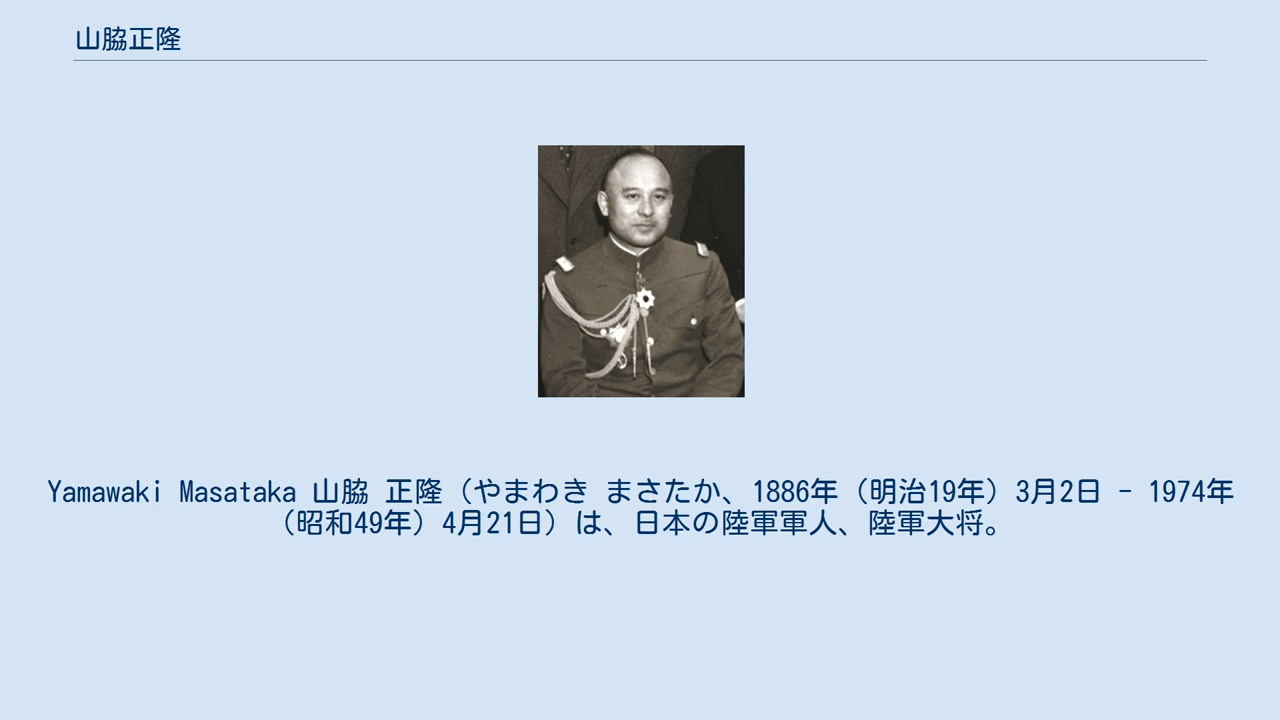 山脇正隆
Yamawaki Masataka 山脇 正隆（やまわき まさたか、1886年（明治19年）3月2日 - 1974年
（昭和49年）4月21日）は、日本の陸軍軍人、陸軍大将。